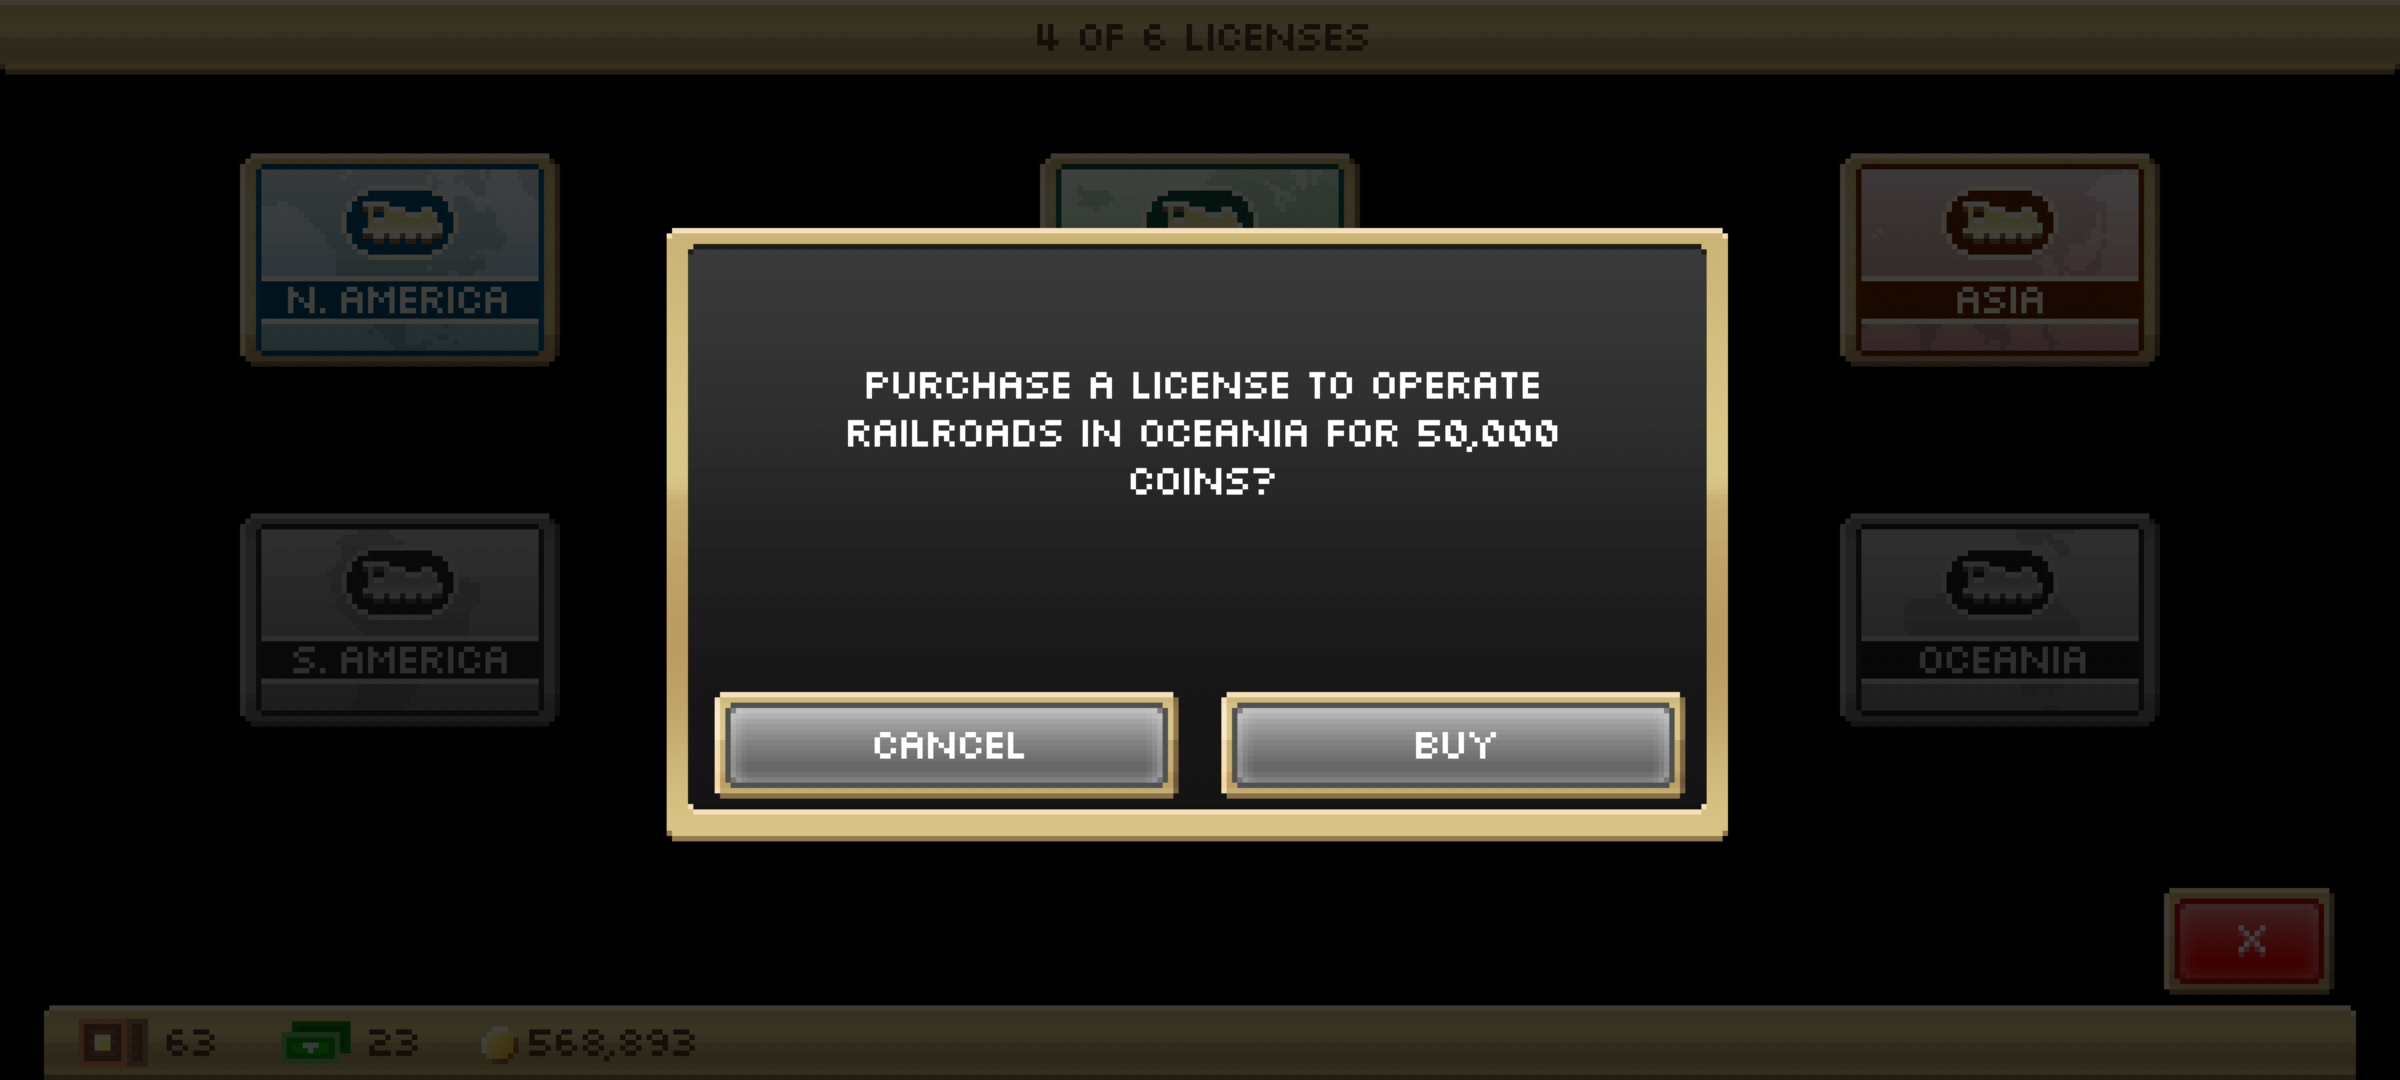 4 OF 6 LICENSES
N. AMERICA
ASIA
PURCHASE A LICENSE TO OPERATE
RAILROADS IN OCEANIA FOR 50,000
COINS?
S. AMERICA
OCEANIA
CANCEL
BUY
X
63
23
568,893